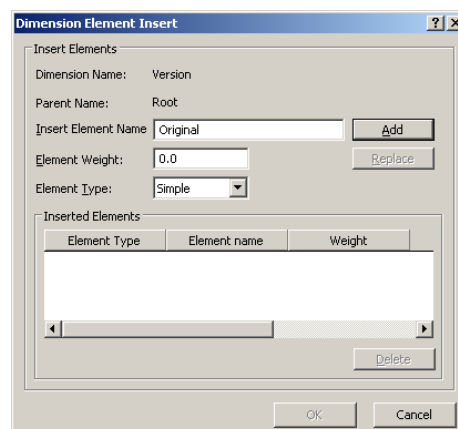 Dimension Element Insert
Insert Elements
Dimension Name: Version
Parent Name: Root
Insert Element Name Original Add
Element Weight: 0.0 Replace
Element Type: Simple
Inserted Elements
Element Type Element name Weight
Delete
OK Cancel